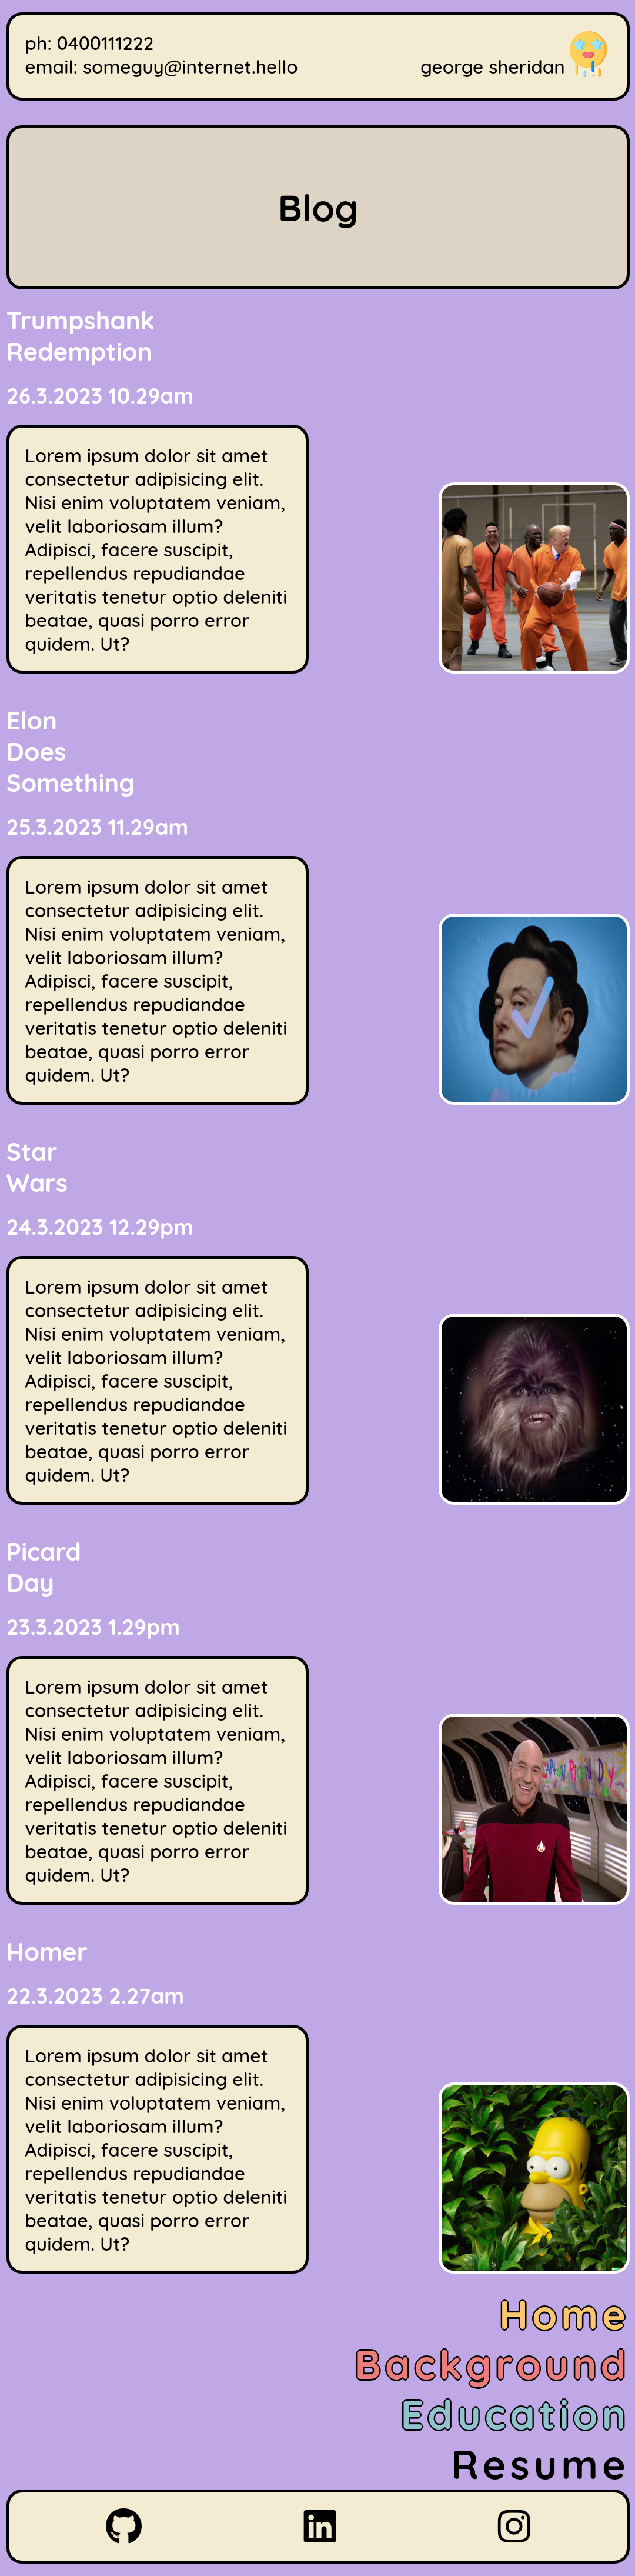 ph: 0400111222
email: someguy@internet.hello
george sheridan
Blog
Trumpshank
Redemption
26.3.2023 10.29am
Lorem ipsum dolor sit amet
consectetur adipisicing elit.
Nisi enim voluptatem veniam,
velit laboriosam illum?
Adipisci, facere suscipit,
repellendus repudiandae
veritatis tenetur optio deleniti
beatae, quasi porro error
quidem. Ut?
Elon
Does
Something
25.3.2023 11.29am
Lorem ipsum dolor sit amet
consectetur adipisicing elit.
Nisi enim voluptatem veniam,
velit laboriosam illum?
Adipisci, facere suscipit,
repellendus repudiandae
veritatis tenetur optio deleniti
beatae, quasi porro error
quidem. Ut?
Star
Wars
24.3.2023 12.29pm
Lorem ipsum dolor sit amet
consectetur adipisicing elit.
Nisi enim voluptatem veniam,
velit laboriosam illum?
Adipisci, facere suscipit,
repellendus repudiandae
veritatis tenetur optio deleniti
beatae, quasi porro error
quidem. Ut?
Picard
Day
23.3.2023 1.29pm
Lorem ipsum dolor sit amet
consectetur adipisicing elit.
Nisi enim voluptatem veniam,
velit laboriosam illum?
Adipisci, facere suscipit,
repellendus repudiandae
veritatis tenetur optio deleniti
beatae, quasi porro error
quidem. Ut?
Picard Day
Homer
22.3.2023 2.27am
Lorem ipsum dolor sit amet
consectetur adipisicing elit.
Nisi enim voluptatem veniam,
velit laboriosam illum?
Adipisci, facere suscipit,
repellendus repudiandae
veritatis tenetur optio deleniti
beatae, quasi porro error
quidem. Ut?
Home
Background
Education
Resume
in